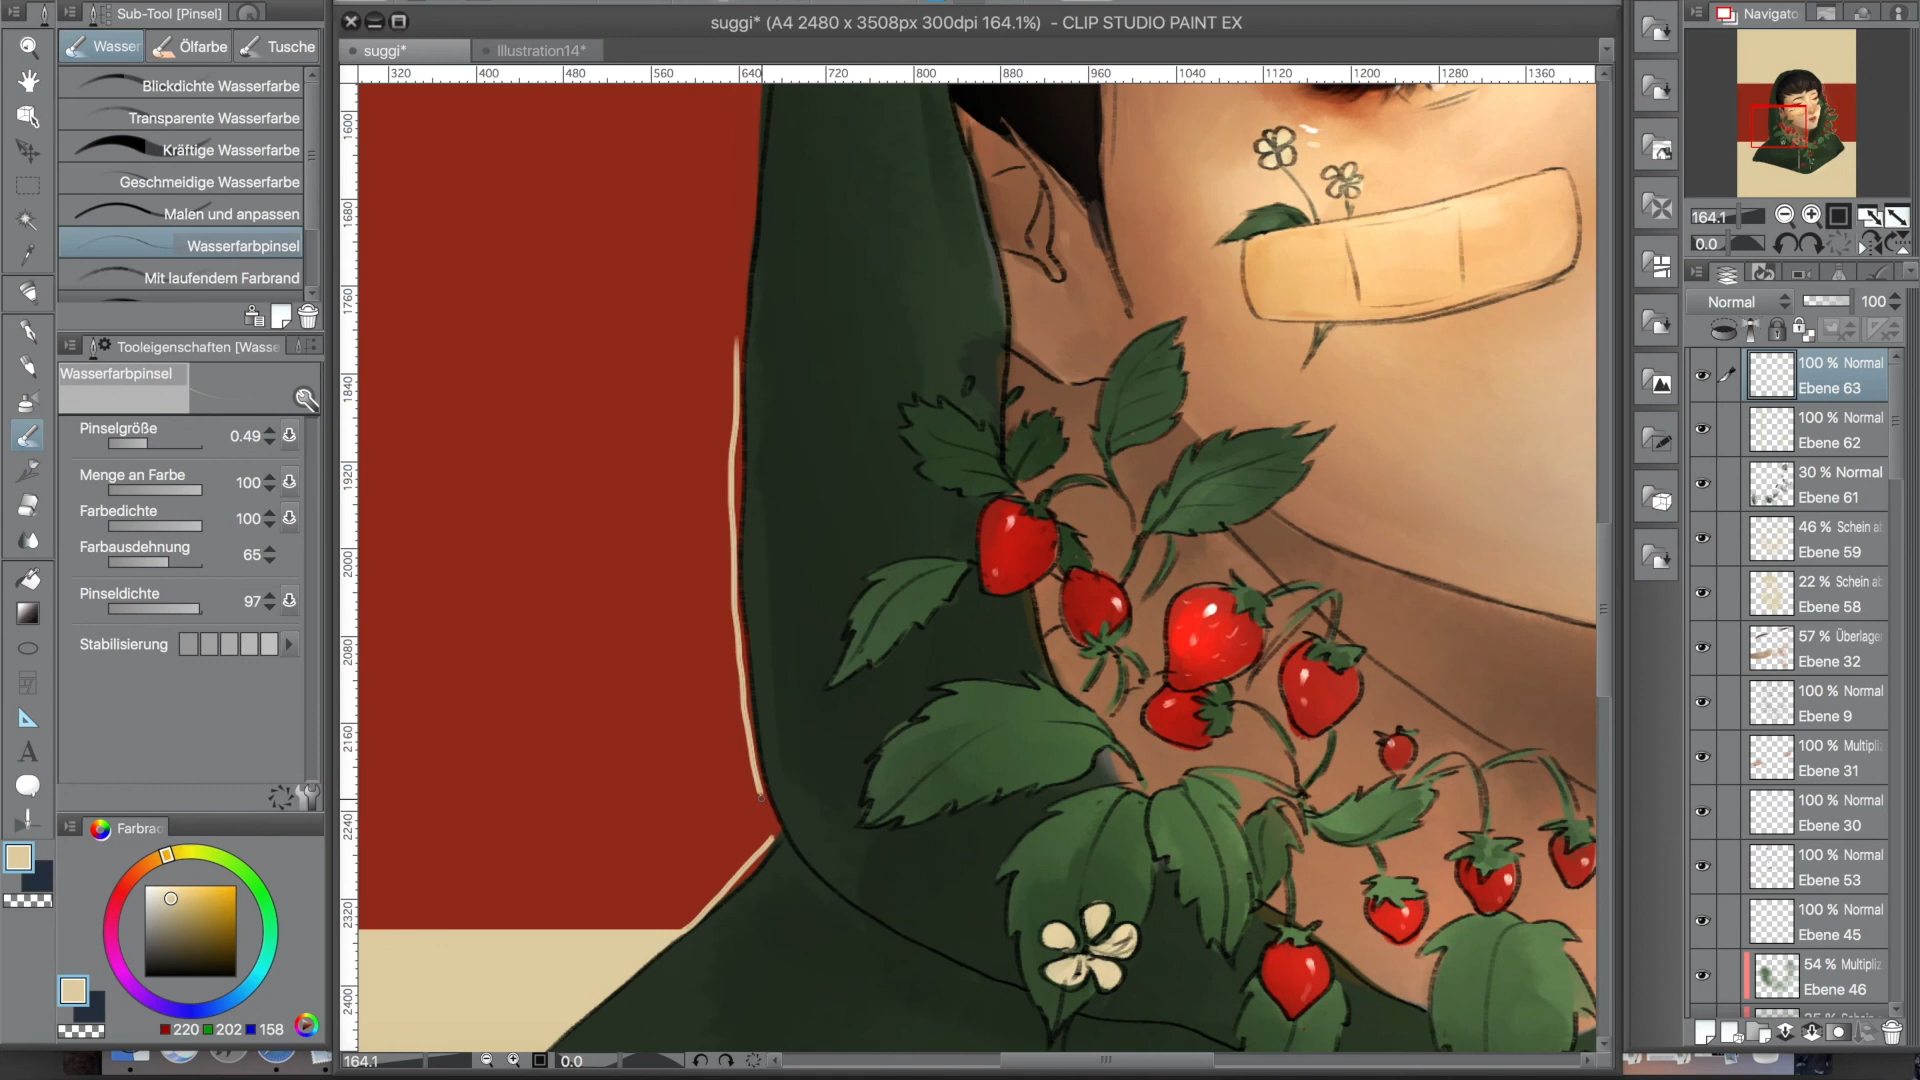 Sub-Tool [Pinsel]
Wasser
Ölfarbe
Tusche
Blickdichte Wasserfarbe
Transparente Wasserfarbe
Kräftige Wasserfarbe
Geschmeidige Wasserfarbe
Malen und anpassen
Wasserfarbpinsel
Mit laufendem Farbrand
Tooleigenschaften [Wasse
Wasserfarbpinsel
Pinselgröße 0.49
Menge an Farbe 100
Farbedichte 100
Farbausdehnung 65
Pinseldichte 97
Stabilisierung
Farbrad
220 202 158
suggi* (A4 2480 x 3508px 300dpi 164.1%) - CLIP STUDIO PAINT EX
suggi*
Illustration14*
320 400 480 560 640 720 800 880 960 1040 1120 1200 1280 1360
1600
1680
1760
1840
1920
2000
2080
2160
2240
2320
2400
164.1
0.0
Navigato
164.1
0.0
Normal 100
100 % Normal
Ebene 63
100 % Normal
Ebene 62
30 % Normal
Ebene 61
46 % Schein ab
Ebene 59
22 % Schein ab
Ebene 58
57 % Überlage
Ebene 32
100 % Normal
Ebene 9
100 % Multipliz
Ebene 31
100 % Normal
Ebene 30
100 % Normal
Ebene 53
100 % Normal
Ebene 45
54 % Multipliz
Ebene 46